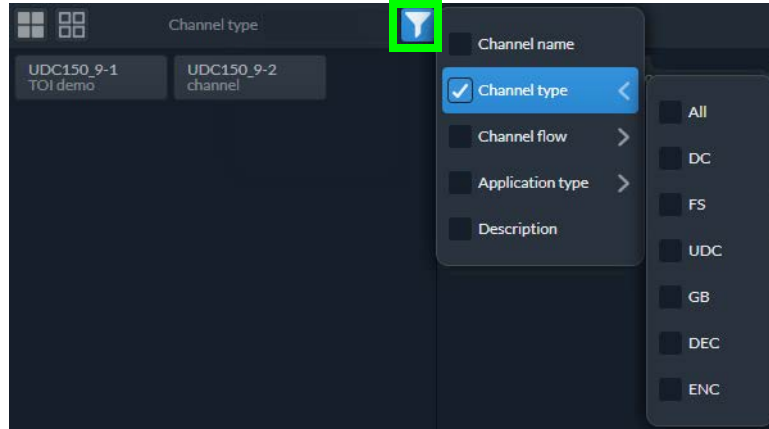 Channel type
UDC150_9-1
TOI demo
UDC150_9-2
channel
Channel name
Channel type
Channel flow
Application type
Description
All
DC
FS
UDC
GB
DEC
ENC